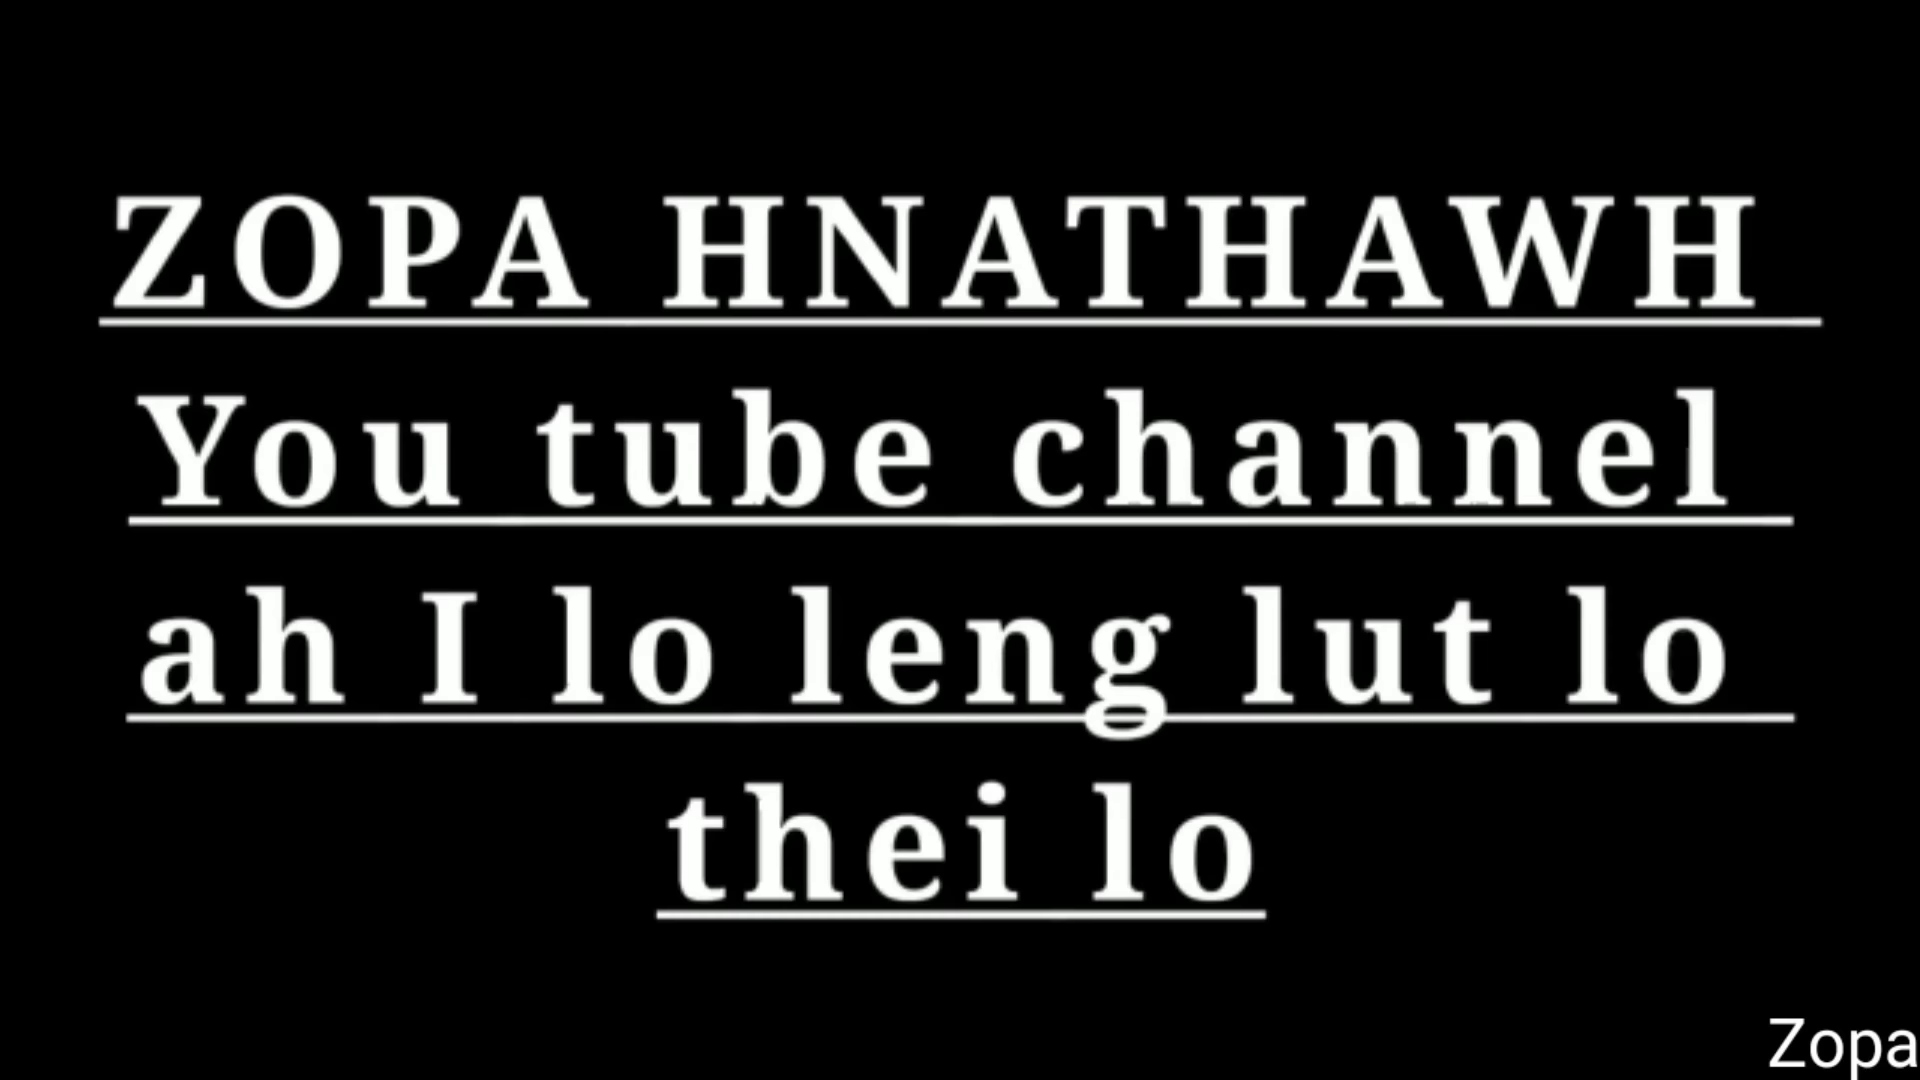 ZOPA HNATHAWH
You tube channel
ah I lo leng lut lo
thei lo
Zopa